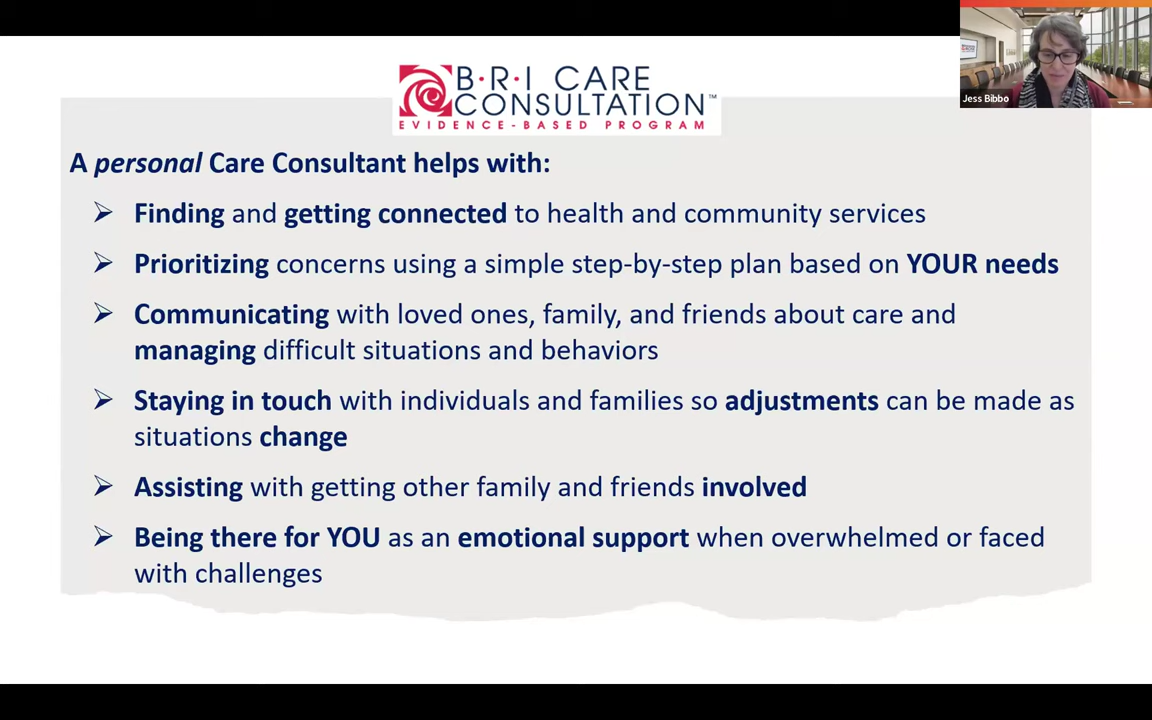 Jess Bibbo
B·R·I CARE
CONSULTATION™
EVIDENCE-BASED PROGRAM
A personal Care Consultant helps with:
➢ Finding and getting connected to health and community services
➢ Prioritizing concerns using a simple step-by-step plan based on YOUR needs
➢ Communicating with loved ones, family, and friends about care and
managing difficult situations and behaviors
➢ Staying in touch with individuals and families so adjustments can be made as
situations change
➢ Assisting with getting other family and friends involved
➢ Being there for YOU as an emotional support when overwhelmed or faced
with challenges